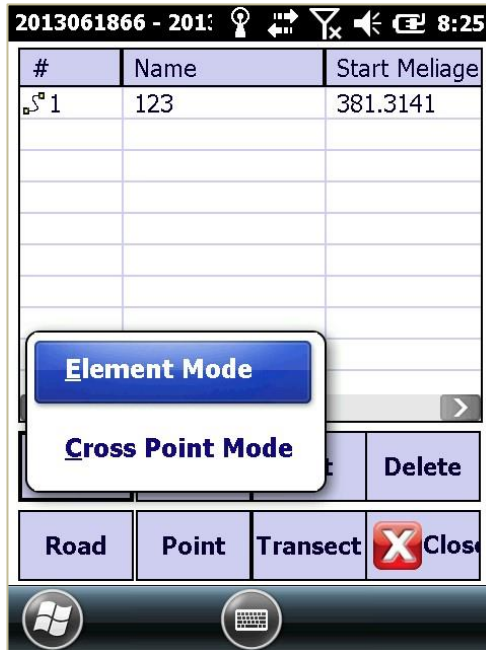 2013061866 - 201: 8:25
# Name Start Meliage
1 123 381.3141
Element Mode
Cross Point Mode
Delete
Road Point Transect Close